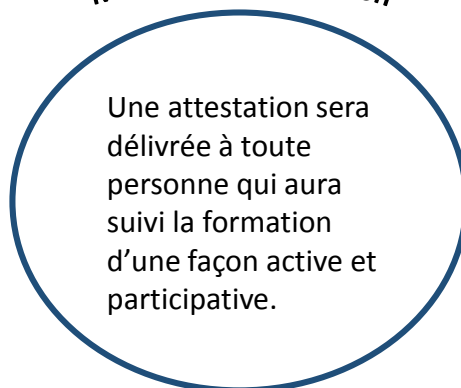 Une attestation sera
délivrée à toute
personne qui aura
suivi la formation
d’une façon active et
participative.